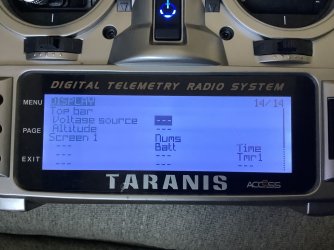 DIGITAL TELEMETRY RADIO SYSTEM
MENU
PAGE
EXIT
DISPLAY 14/14
Top bar
Voltage source ---
Altitude ---
Screen 1 Nums
--- Batt Time
--- --- Tmr1
--- --- ---
TARANIS ACCESS